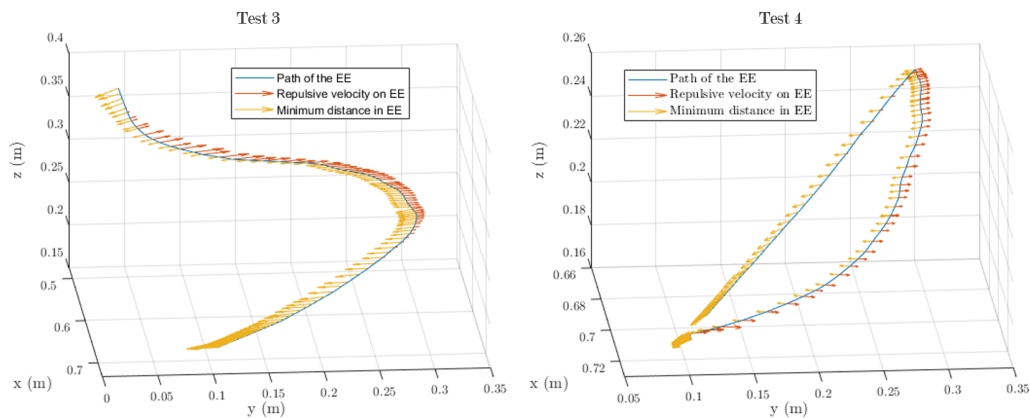 Test 3
0.4
0.35
0.3
0.25
0.2
0.15
z (m)
0.5
0.6
0.7
x (m)
0
0.05
0.1
0.15
0.2
0.25
0.3
0.35
y (m)
Path of the EE
Repulsive velocity on EE
Minimum distance in EE
Test 4
0.26
0.24
0.22
0.2
0.18
0.16
z (m)
0.66
0.68
0.7
0.72
x (m)
0.05
0.1
0.15
0.2
0.25
0.3
0.35
y (m)
Path of the EE
Repulsive velocity on EE
Minimum distance in EE